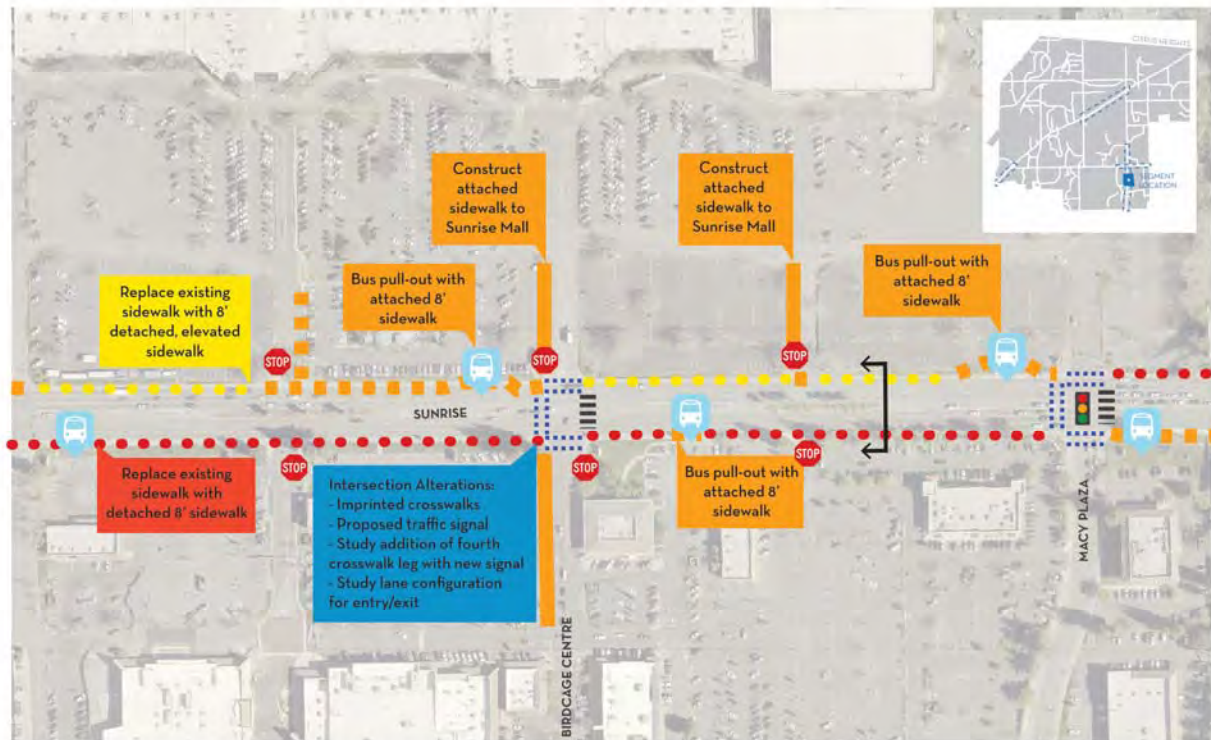 CITRUS HEIGHTS
SEGMENT
LOCATION
Construct
attached
sidewalk to
Sunrise Mall
Construct
attached
sidewalk to
Sunrise Mall
Bus pull-out with
attached 8'
sidewalk
Bus pull-out with
attached 8'
sidewalk
Replace existing
sidewalk with 8'
detached, elevated
sidewalk
STOP
STOP
STOP
SUNRISE
Replace existing
sidewalk with
detached 8' sidewalk
STOP
STOP
STOP
Intersection Alterations:
- Imprinted crosswalks
- Proposed traffic signal
- Study addition of fourth
crosswalk leg with new signal
- Study lane configuration
for entry/exit
Bus pull-out with
attached 8'
sidewalk
BIRDCAGE CENTRE
MACY PLAZA